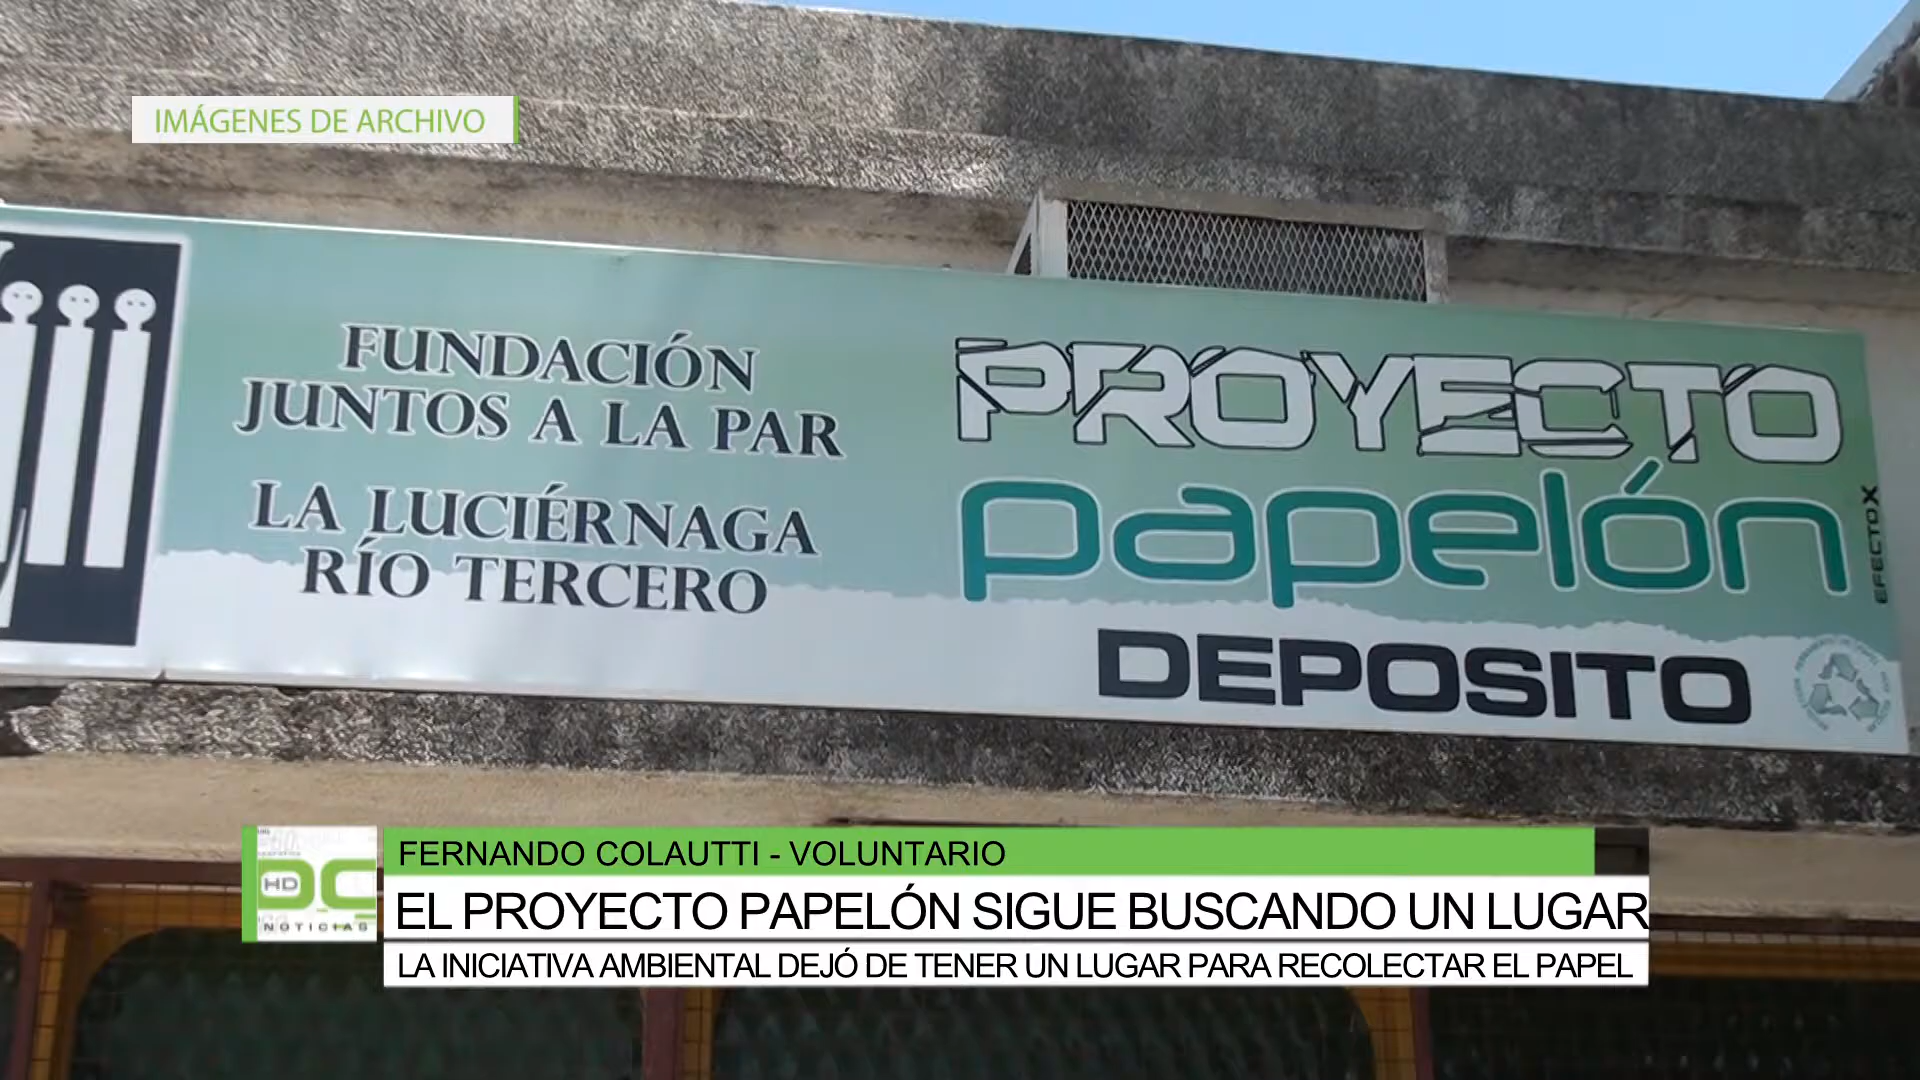 IMÁGENES DE ARCHIVO
FUNDACIÓN
JUNTOS A LA PAR
LA LUCIÉRNAGA
RÍO TERCERO
PROYECTO
papelón
EFECTOX
DEPOSITO
FERNANDO COLAUTTI - VOLUNTARIO
HD
NOTICIAS
EL PROYECTO PAPELÓN SIGUE BUSCANDO UN LUGAR
LA INICIATIVA AMBIENTAL DEJÓ DE TENER UN LUGAR PARA RECOLECTAR EL PAPEL